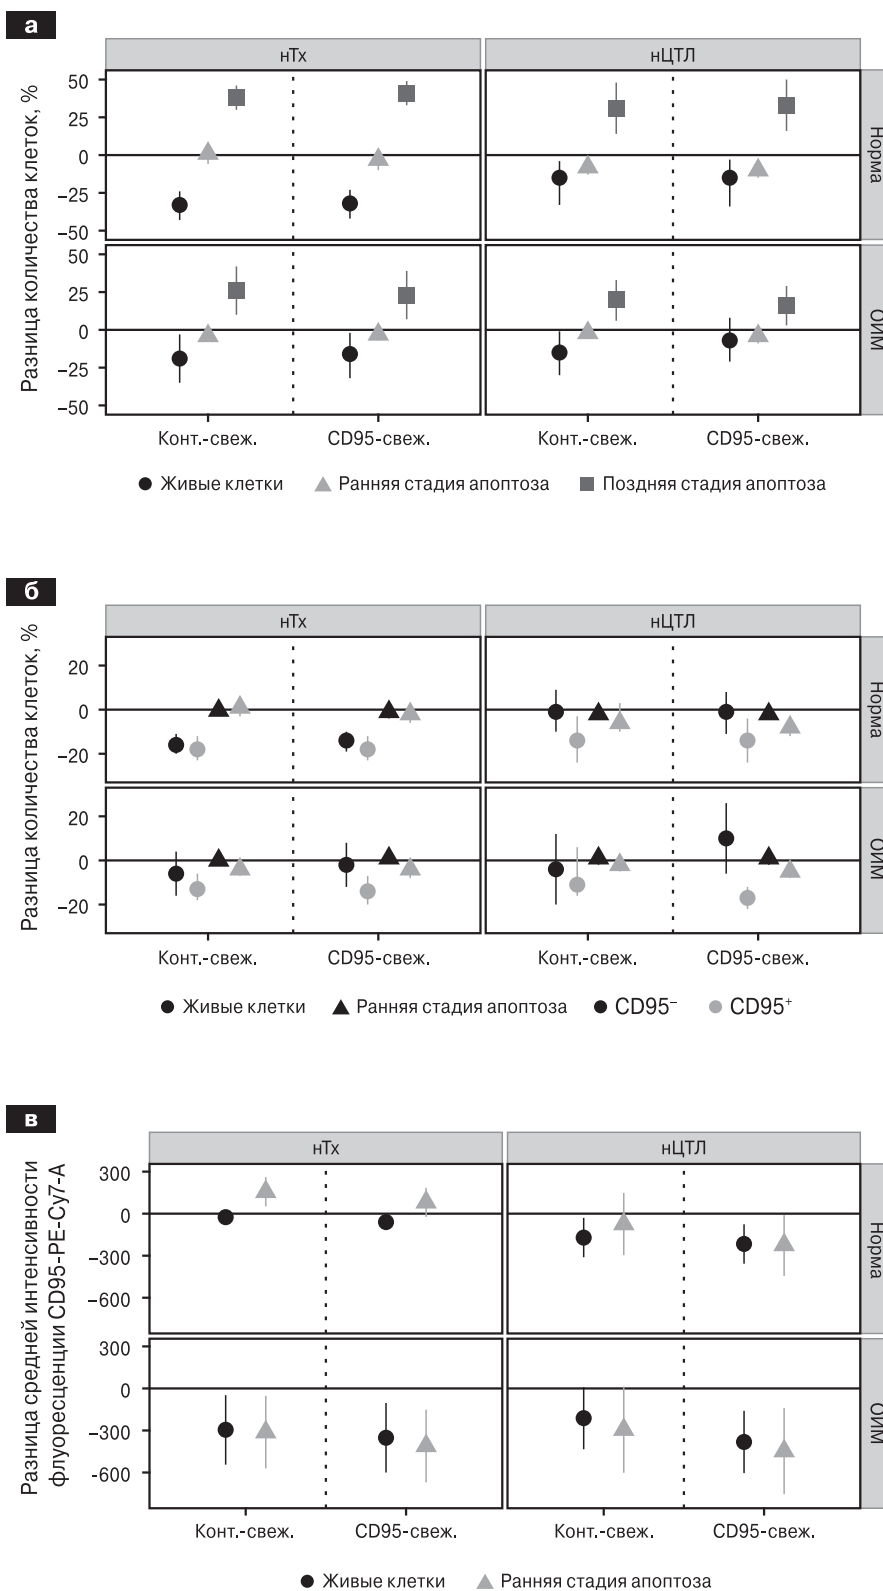 а
нТх нЦТЛ
Разница количества клеток, %
50
25
0
−25
−50
Норма
Разница количества клеток, %
50
25
0
−25
−50
ОИМ
Конт.-свеж. CD95-свеж. Конт.-свеж. CD95-свеж.
Живые клетки Ранняя стадия апоптоза Поздняя стадия апоптоза
б
нТх нЦТЛ
Разница количества клеток, %
20
0
−20
Норма
20
0
−20
ОИМ
Конт.-свеж. CD95-свеж. Конт.-свеж. CD95-свеж.
Живые клетки Ранняя стадия апоптоза CD95⁻ CD95⁺
в
нТх нЦТЛ
Разница средней интенсивности
флуоресценции CD95-PE-Cy7-A
300
0
−300
−600
Норма
300
0
−300
−600
ОИМ
Конт.-свеж. CD95-свеж. Конт.-свеж. CD95-свеж.
Живые клетки Ранняя стадия апоптоза